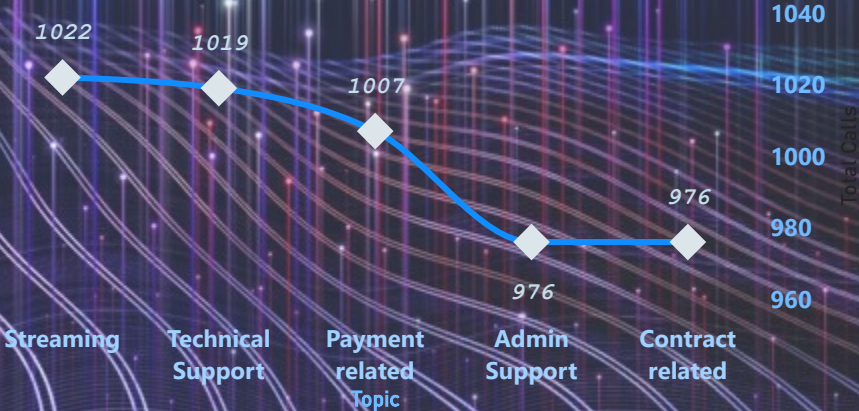 1040
1022
1019
1020
1007
Total Calls
1000
976
980
976
960
Streaming
Technical
Support
Payment
related
Admin
Support
Contract
related
Topic